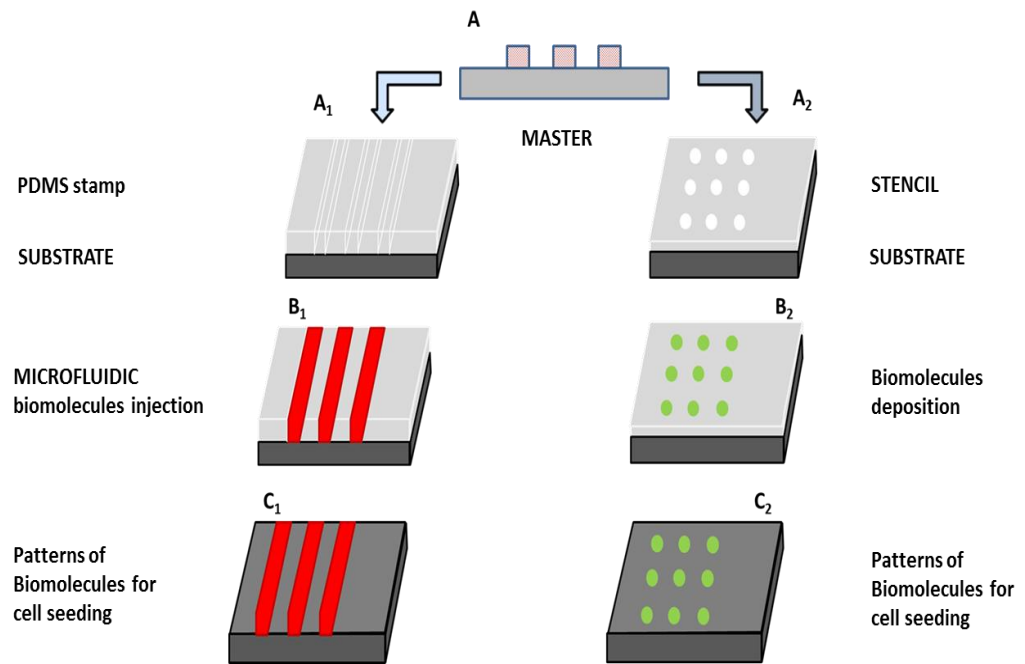 A
A₁
A₂
MASTER
PDMS stamp
STENCIL
SUBSTRATE
SUBSTRATE
B₁
B₂
MICROFLUIDIC
biomolecules injection
Biomolecules
deposition
C₁
C₂
Patterns of
Biomolecules for
cell seeding
Patterns of
Biomolecules for
cell seeding